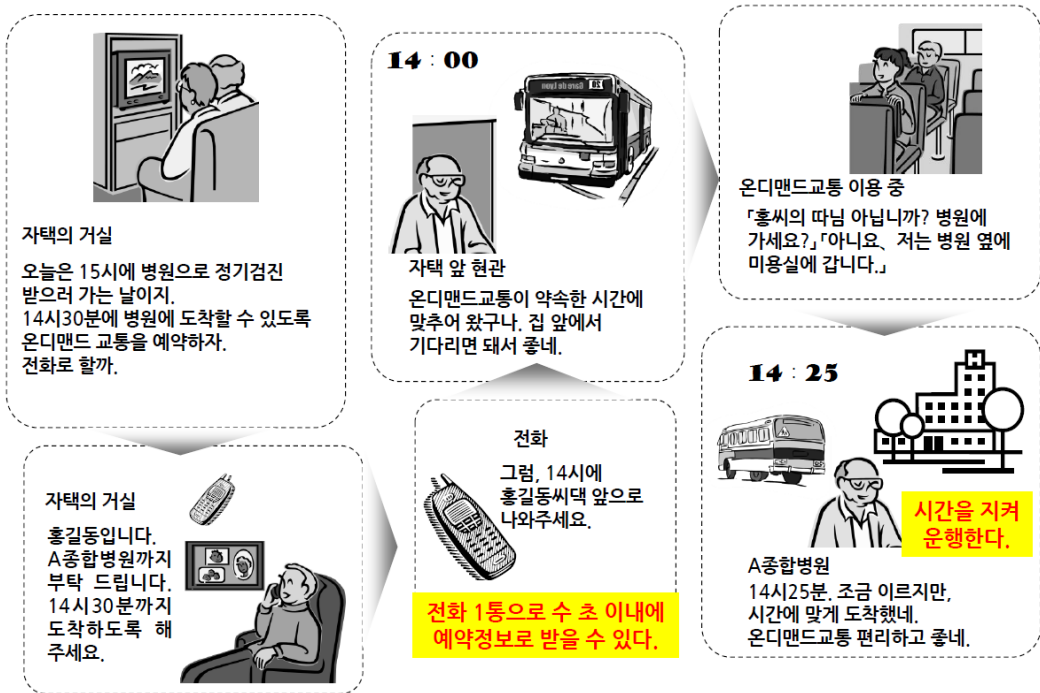 자택의 거실
오늘은 15시에 병원으로 정기검진
받으러 가는 날이지.
14시30분에 병원에 도착할 수 있도록
온디맨드 교통을 예약하자.
전화로 할까.
자택의 거실
홍길동입니다.
A종합병원까지
부탁 드립니다.
14시30분까지
도착하도록 해
주세요.
전화
그럼, 14시에
홍길동씨댁 앞으로
나와주세요.
전화 1통으로 수 초 이내에
예약정보로 받을 수 있다.
14 : 00
20
자택 앞 현관
온디맨드교통이 약속한 시간에
맞추어 왔구나. 집 앞에서
기다리면 돼서 좋네.
온디맨드교통 이용 중
「홍씨의 따님 아닙니까? 병원에
가세요?」「아니요、저는 병원 옆에
미용실에 갑니다.」
14 : 25
시간을 지켜
운행한다.
A종합병원
14시25분. 조금 이르지만,
시간에 맞게 도착했네.
온디맨드교통 편리하고 좋네.